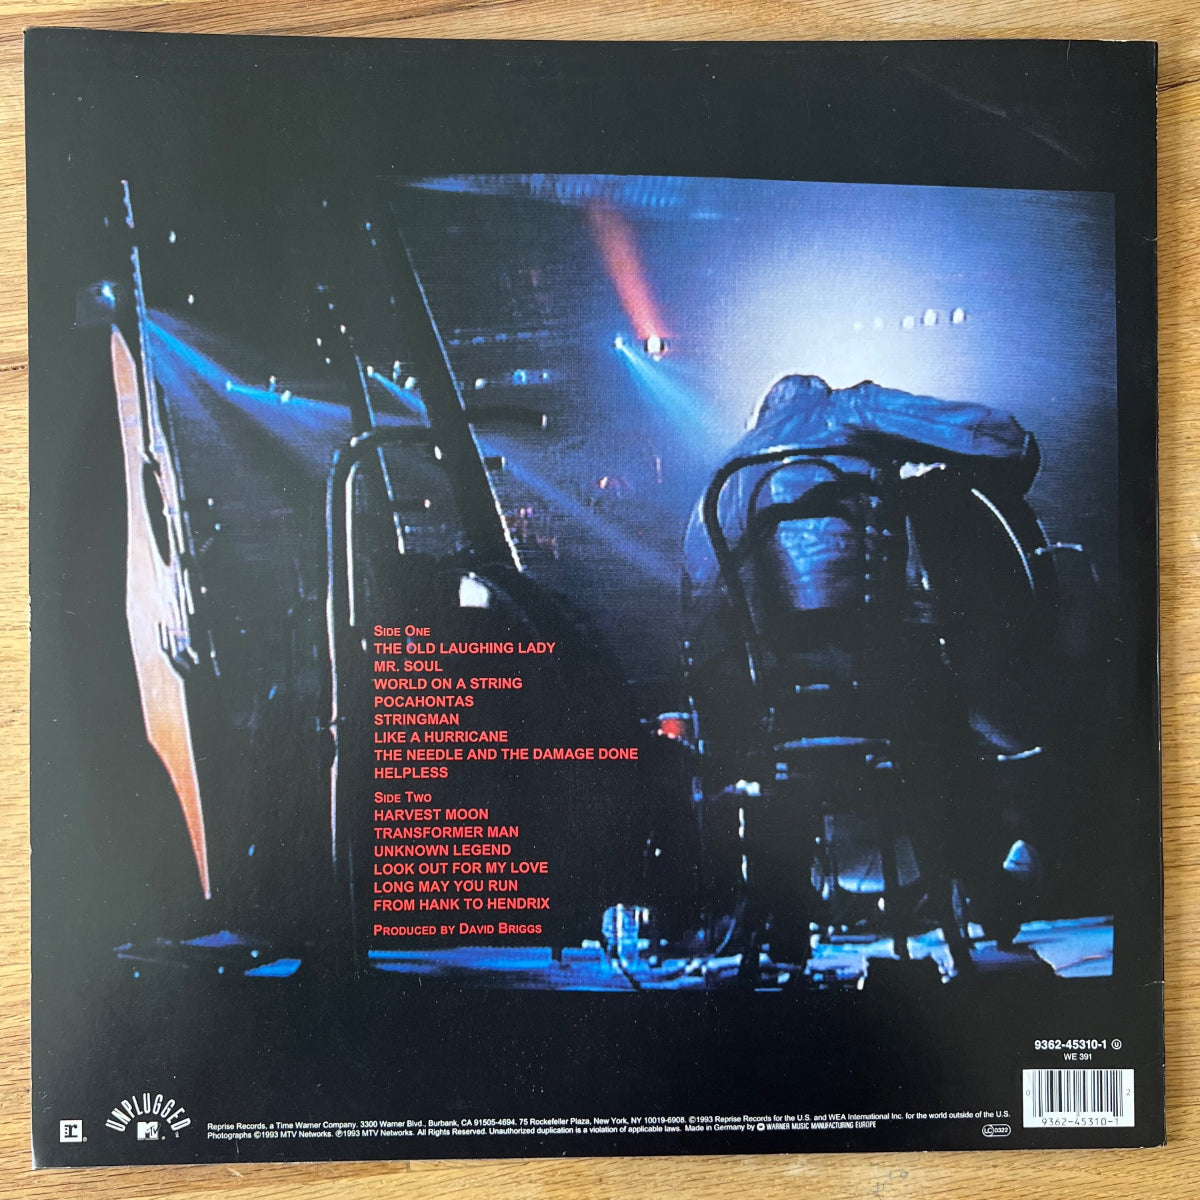 SIDE ONE
THE OLD LAUGHING LADY
MR. SOUL
WORLD ON A STRING
POCAHONTAS
STRINGMAN
LIKE A HURRICANE
THE NEEDLE AND THE DAMAGE DONE
HELPLESS
SIDE TWO
HARVEST MOON
TRANSFORMER MAN
UNKNOWN LEGEND
LOOK OUT FOR MY LOVE
LONG MAY YOU RUN
FROM HANK TO HENDRIX
PRODUCED BY DAVID BRIGGS
9362-45310-1 Ⓤ
WE 391
0 2
9362-45310-1
r ®
UNPLUGGED™
MTV
Reprise Records, a Time Warner Company. 3300 Warner Blvd., Burbank, CA 91505-4694. 75 Rockefeller Plaza, New York, NY 10019-6908. ©1993 Reprise Records for the U.S. and WEA International Inc. for the world outside of the U.S.
Photographs ©1993 MTV Networks. ℗1993 MTV Networks. All Rights Reserved. Unauthorized duplication is a violation of applicable laws. Made in Germany by WARNER MUSIC MANUFACTURING EUROPE
LC 0322